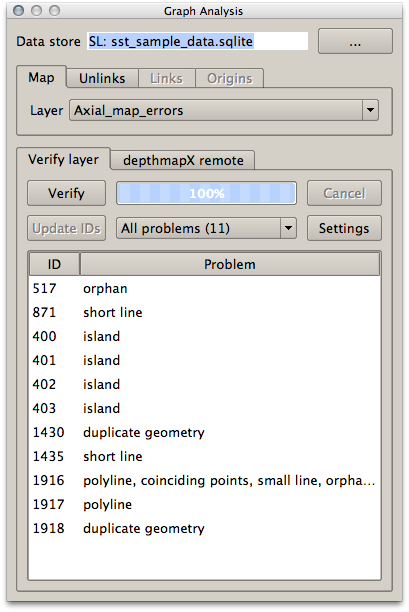 Graph Analysis
Data store SL: sst_sample_data.sqlite ...
Map Unlinks Links Origins
Layer Axial_map_errors
Verify layer depthmapX remote
Verify 100% Cancel
Update IDs All problems (11) Settings
ID Problem
517 orphan
871 short line
400 island
401 island
402 island
403 island
1430 duplicate geometry
1435 short line
1916 polyline, coinciding points, small line, orpha...
1917 polyline
1918 duplicate geometry